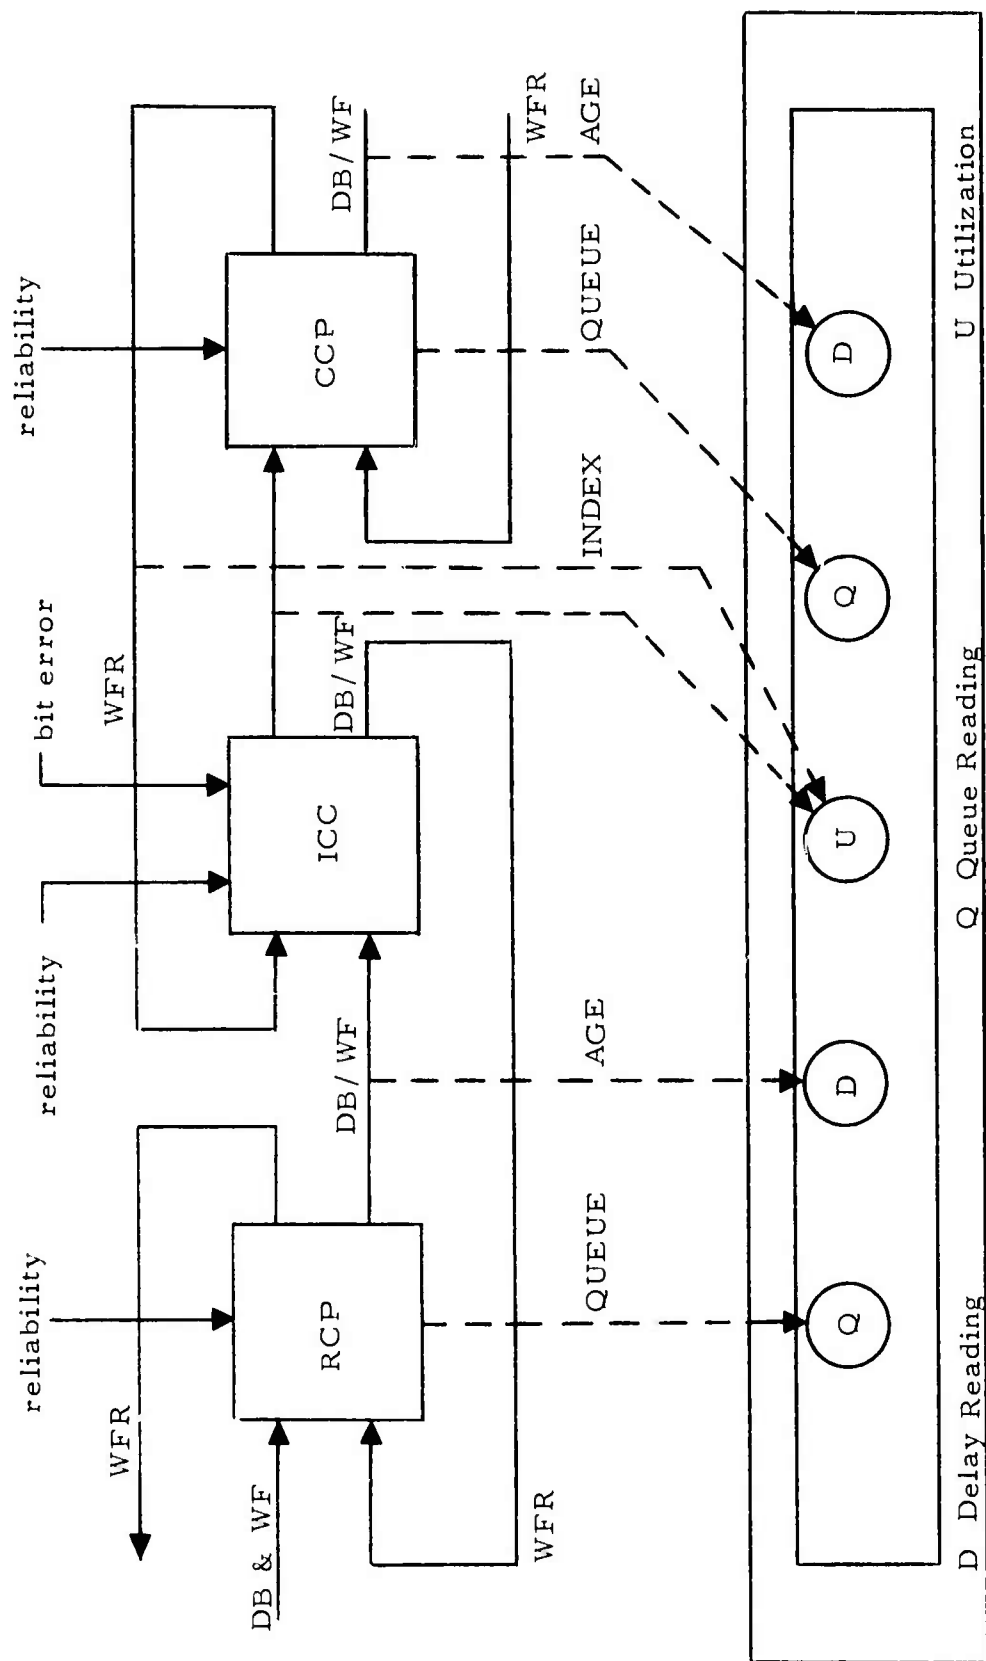 reliability
reliability
bit error
reliability
WFR
WFR
DB & WF
RCP
DB/WF
ICC
DB/WF
CCP
DB/WF
WFR
WFR
QUEUE
AGE
INDEX
QUEUE
AGE
Q
D
U
Q
D
D Delay Reading
Q Queue Reading
U Utilization